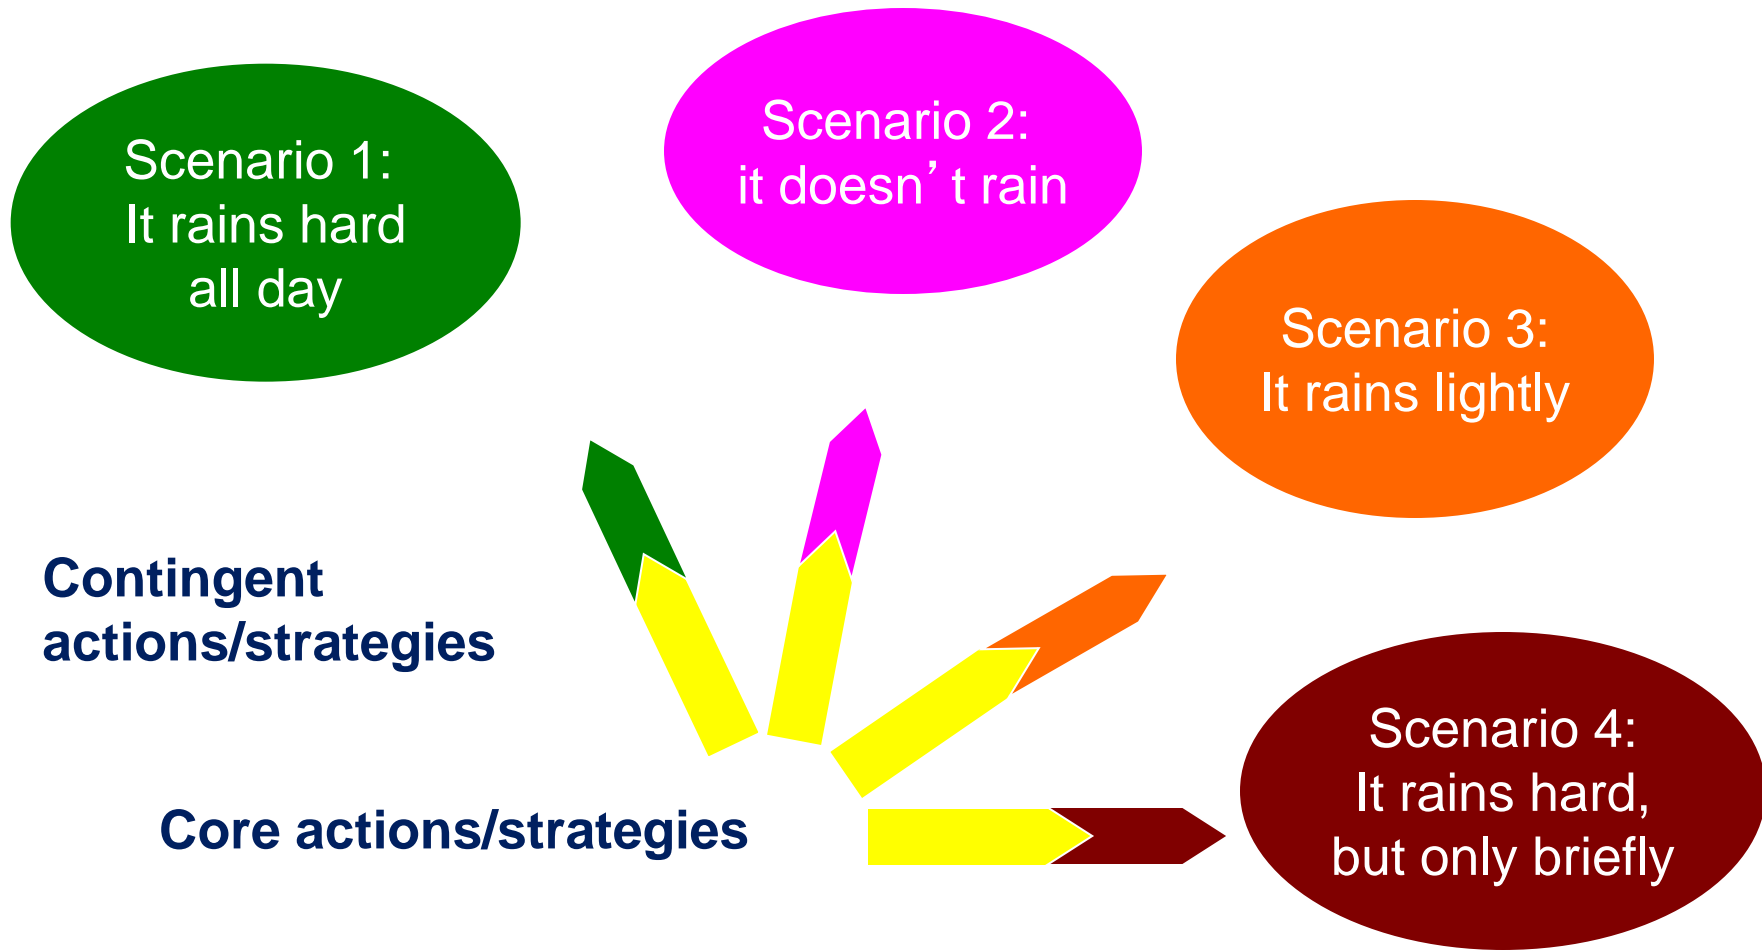 Scenario 1:
It rains hard
all day
Scenario 2:
it doesn’t rain
Scenario 3:
It rains lightly
Contingent
actions/strategies
Scenario 4:
It rains hard,
but only briefly
Core actions/strategies